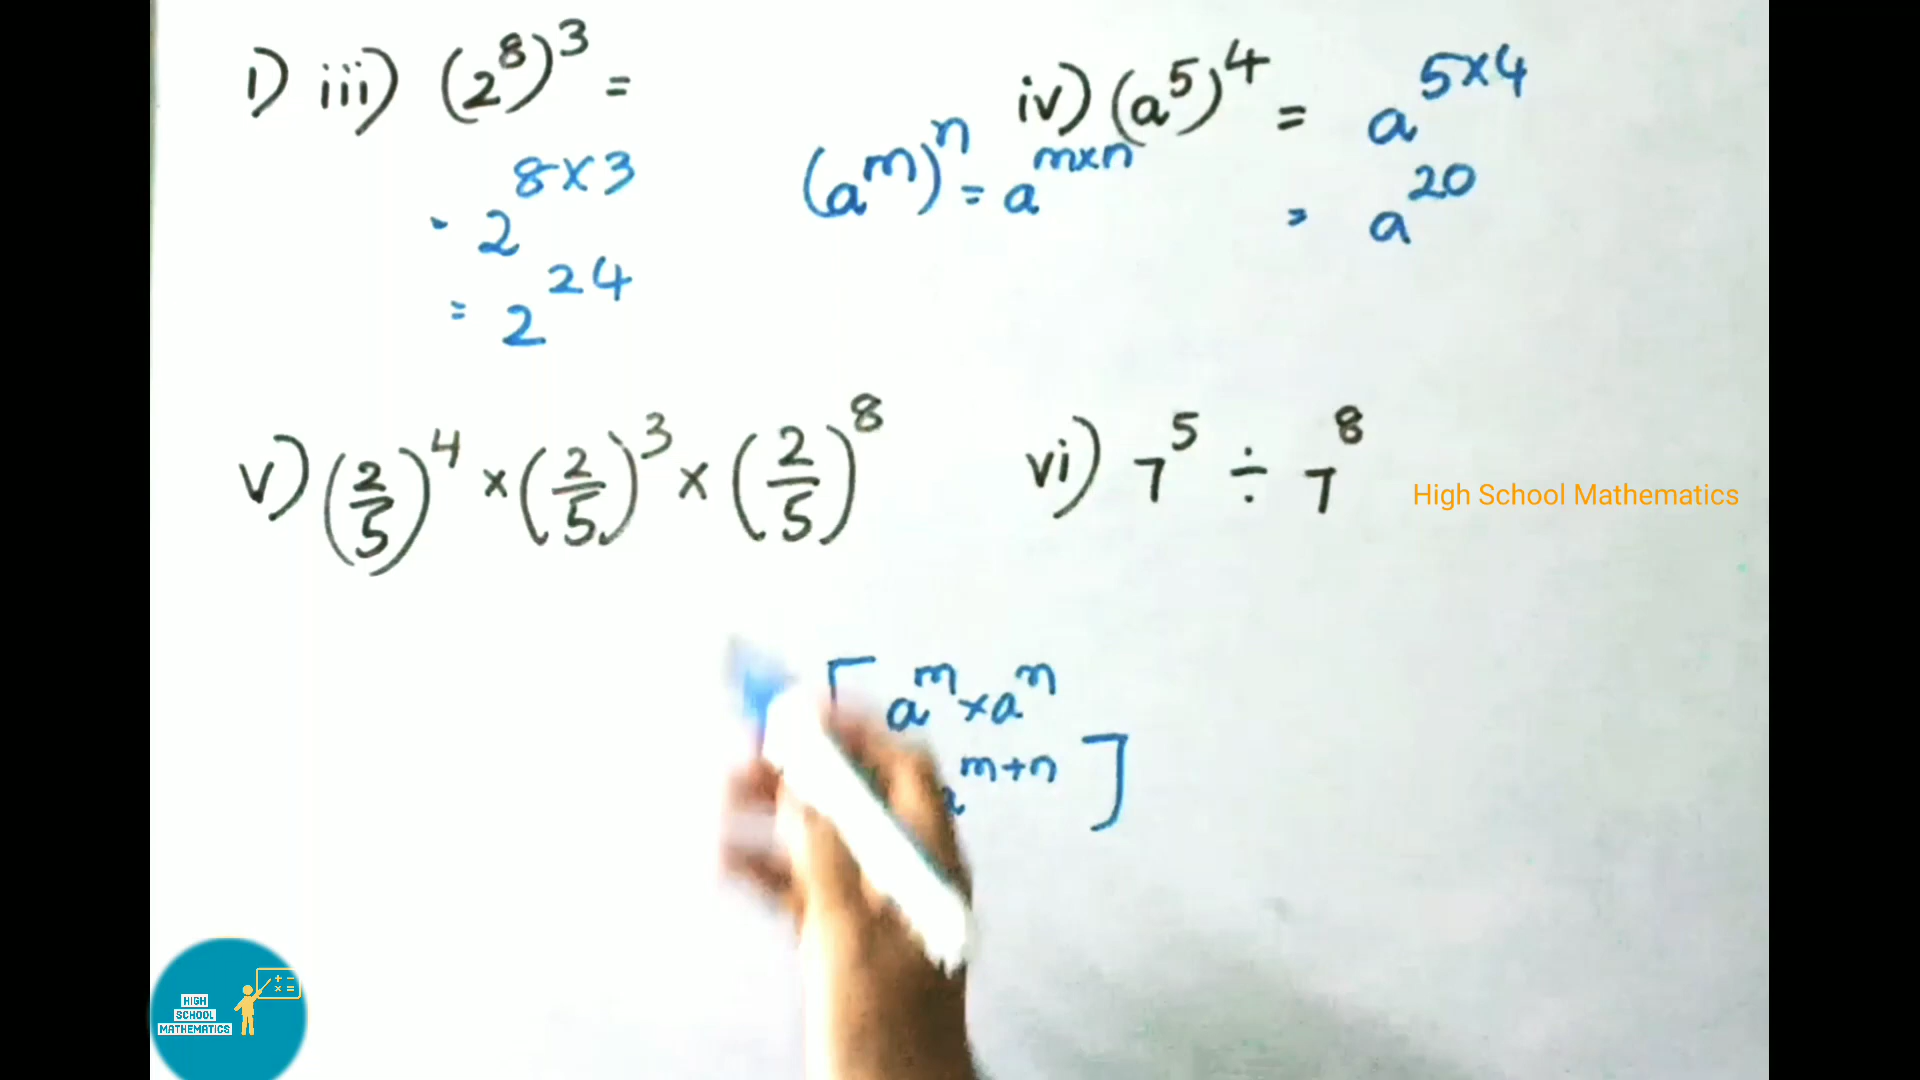 1) iii) (2^8)^3 =
= 2^{8×3}
= 2^{24}
(a^m)^n = a^{m×n}
iv) (a^5)^4 = a^{5×4}
= a^{20}
v) (2/5)^4 × (2/5)^3 × (2/5)^8
vi) 7^5 ÷ 7^8
High School Mathematics
[ a^m × a^n
a^{m+n} ]
HIGH
SCHOOL
MATHEMATICS